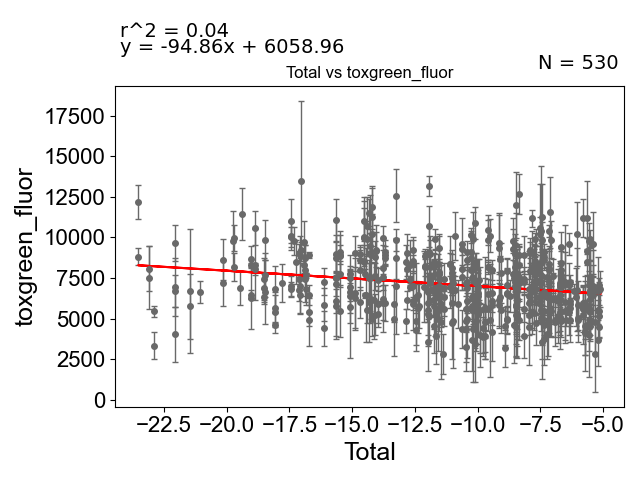 r^2 = 0.04
y = -94.86x + 6058.96
N = 530
Total vs toxgreen_fluor
17500
15000
12500
10000
7500
5000
2500
0
toxgreen_fluor
−22.5 −20.0 −17.5 −15.0 −12.5 −10.0 −7.5 −5.0
Total